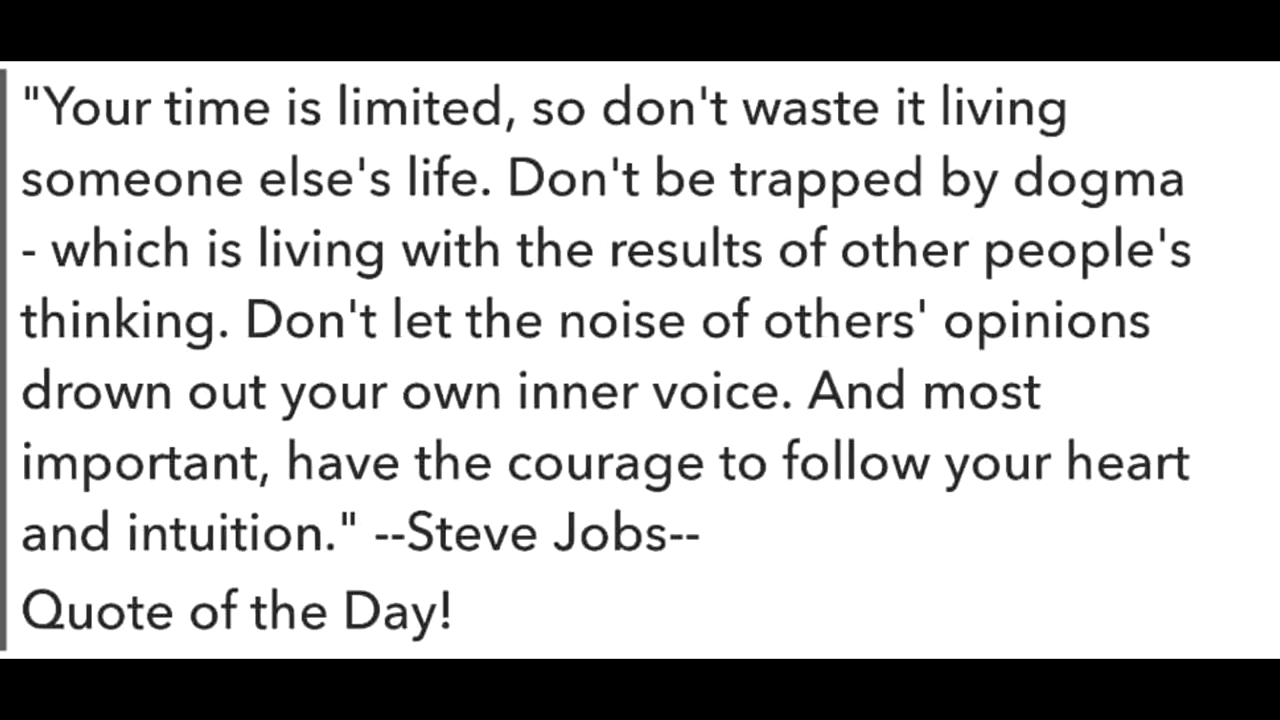 "Your time is limited, so don't waste it living
someone else's life. Don't be trapped by dogma
- which is living with the results of other people's
thinking. Don't let the noise of others' opinions
drown out your own inner voice. And most
important, have the courage to follow your heart
and intuition." --Steve Jobs--
Quote of the Day!